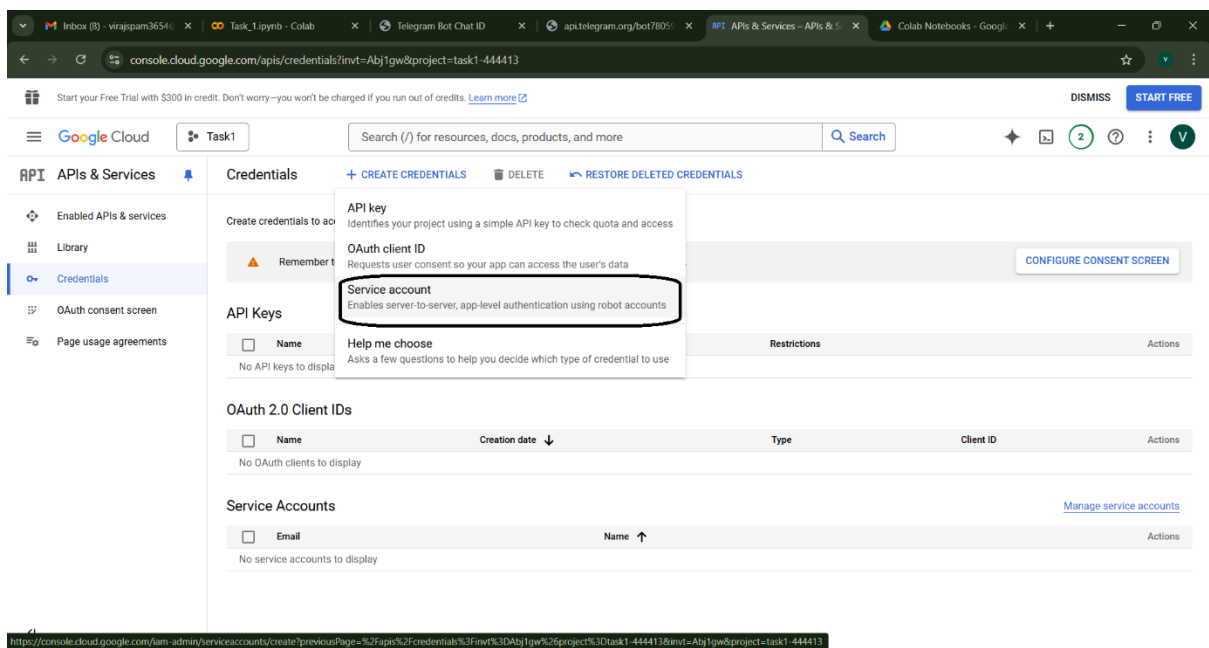 Inbox (8) - virajspam3654
Task_1.ipynb - Colab
Telegram Bot Chat ID
api.telegram.org/bot7805
API APIs & Services – APIs & S
Colab Notebooks - Googl
console.cloud.google.com/apis/credentials?invt=Abj1gw&project=task1-444413
V
Start your Free Trial with $300 in credit. Don't worry—you won't be charged if you run out of credits. Learn more
DISMISS
START FREE
Google Cloud
Task1
Search (/) for resources, docs, products, and more
Search
2
V
API APIs & Services
Credentials
+ CREATE CREDENTIALS
DELETE
RESTORE DELETED CREDENTIALS
Enabled APIs & services
Library
Credentials
OAuth consent screen
Page usage agreements
Create credentials to ac
API key
Identifies your project using a simple API key to check quota and access
OAuth client ID
Requests user consent so your app can access the user's data
Service account
Enables server-to-server, app-level authentication using robot accounts
Help me choose
Asks a few questions to help you decide which type of credential to use
Remember t
CONFIGURE CONSENT SCREEN
API Keys
Name
Restrictions
Actions
No API keys to displa
OAuth 2.0 Client IDs
Name
Creation date
Type
Client ID
Actions
No OAuth clients to display
Service Accounts
Manage service accounts
Email
Name
Actions
No service accounts to display
https://console.cloud.google.com/iam-admin/serviceaccounts/create?previousPage=%2Fapis%2Fcredentials%3Finvt%3DAbj1gw%26project%3Dtask1-444413&invt=Abj1gw&project=task1-444413